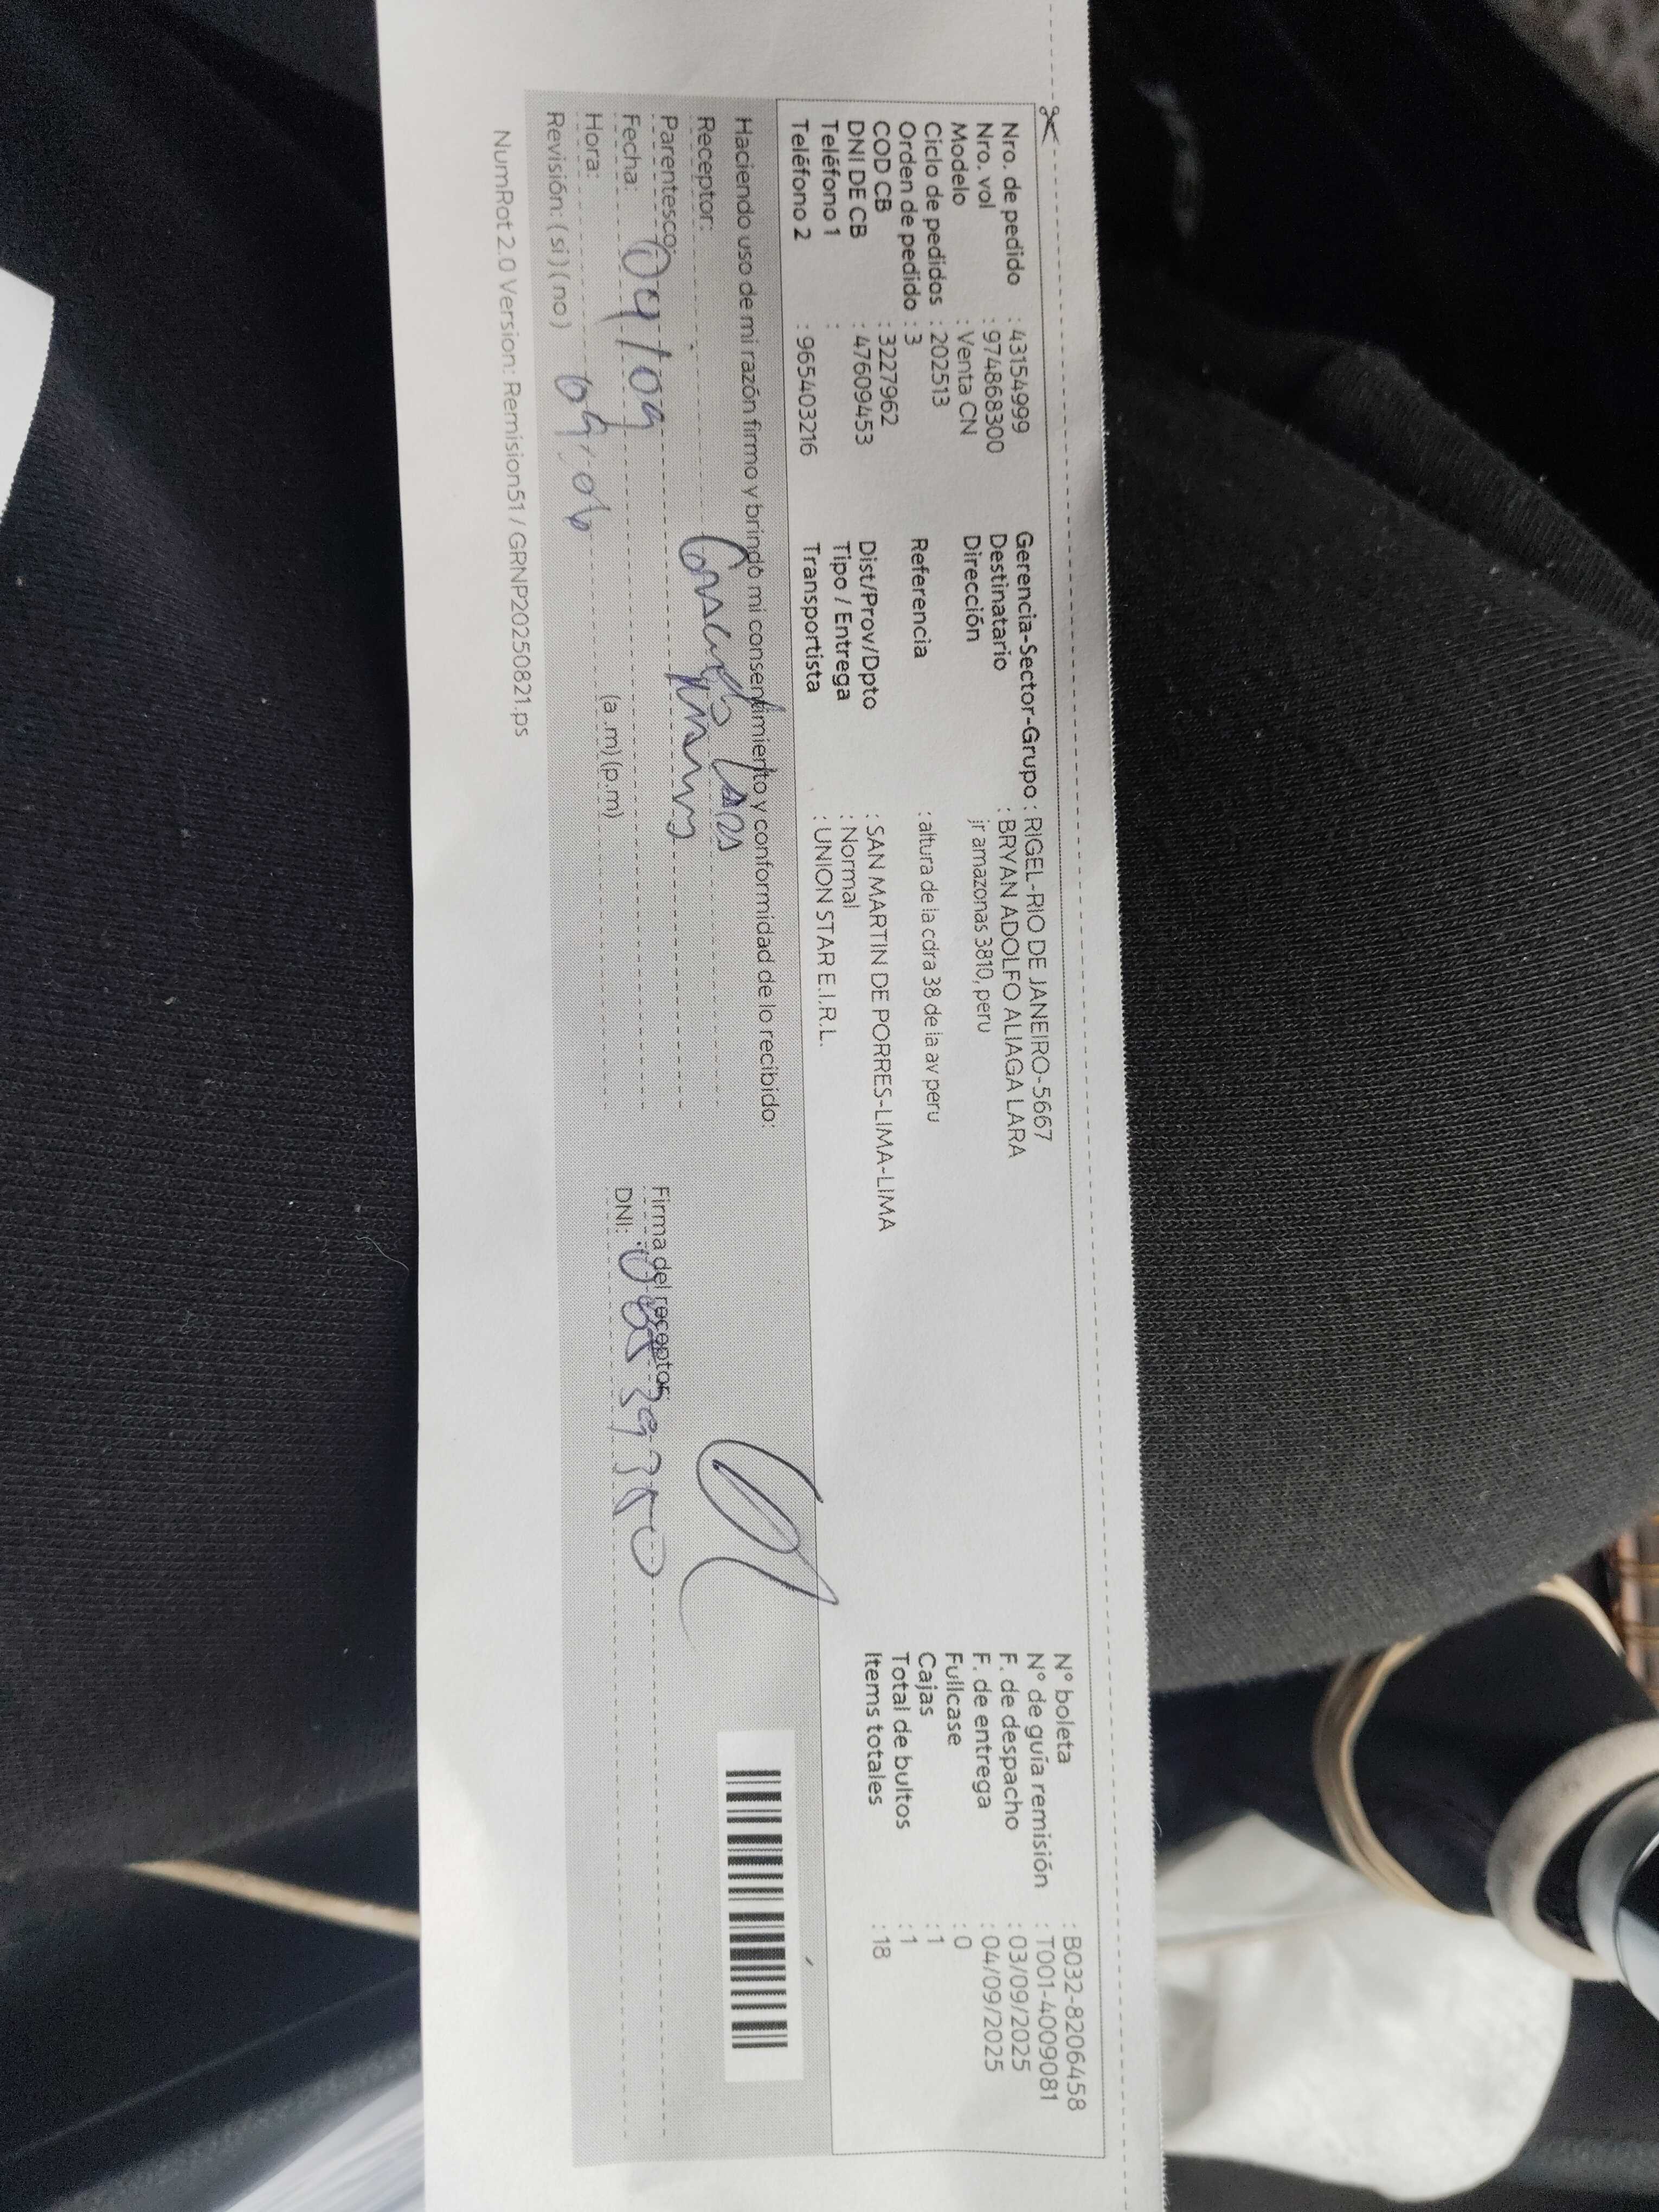 Nro. de pedido : 43154999
Nro. vol : 974868300
Modelo : Venta CN
Ciclo de pedidos : 202513
Orden de pedido : 3
COD CB : 3227962
DNI DE CB : 47609453
Teléfono 1 :
Teléfono 2 : 965403216
Gerencia-Sector-Grupo : RIGEL-RIO DE JANEIRO-5667
Destinatario : BRYAN ADOLFO ALIAGA LARA
Dirección jr amazonas 3810, peru
Referencia : altura de la cdra 38 de la av peru
Dist/Prov/Dpto : SAN MARTIN DE PORRES-LIMA-LIMA
Tipo / Entrega : Normal
Transportista : UNION STAR E.I.R.L.
N° boleta : B032-8206458
N° de guía remisión : T001-4009081
F. de despacho : 03/09/2025
F. de entrega : 04/09/2025
Fullcase : 0
Cajas : 1
Total de bultos : 1
Items totales : 18
Haciendo uso de mi razón firmo y brindo mi consentimiento y conformidad de lo recibido:
Receptor:
Parentesco:
Fecha: 04/09
Hora: (a.m)(p.m)
Revisión: (si)(no)
Firma del receptor:
DNI:
NumRot 2.0 Version: Remision51 / GRNP20250821.ps